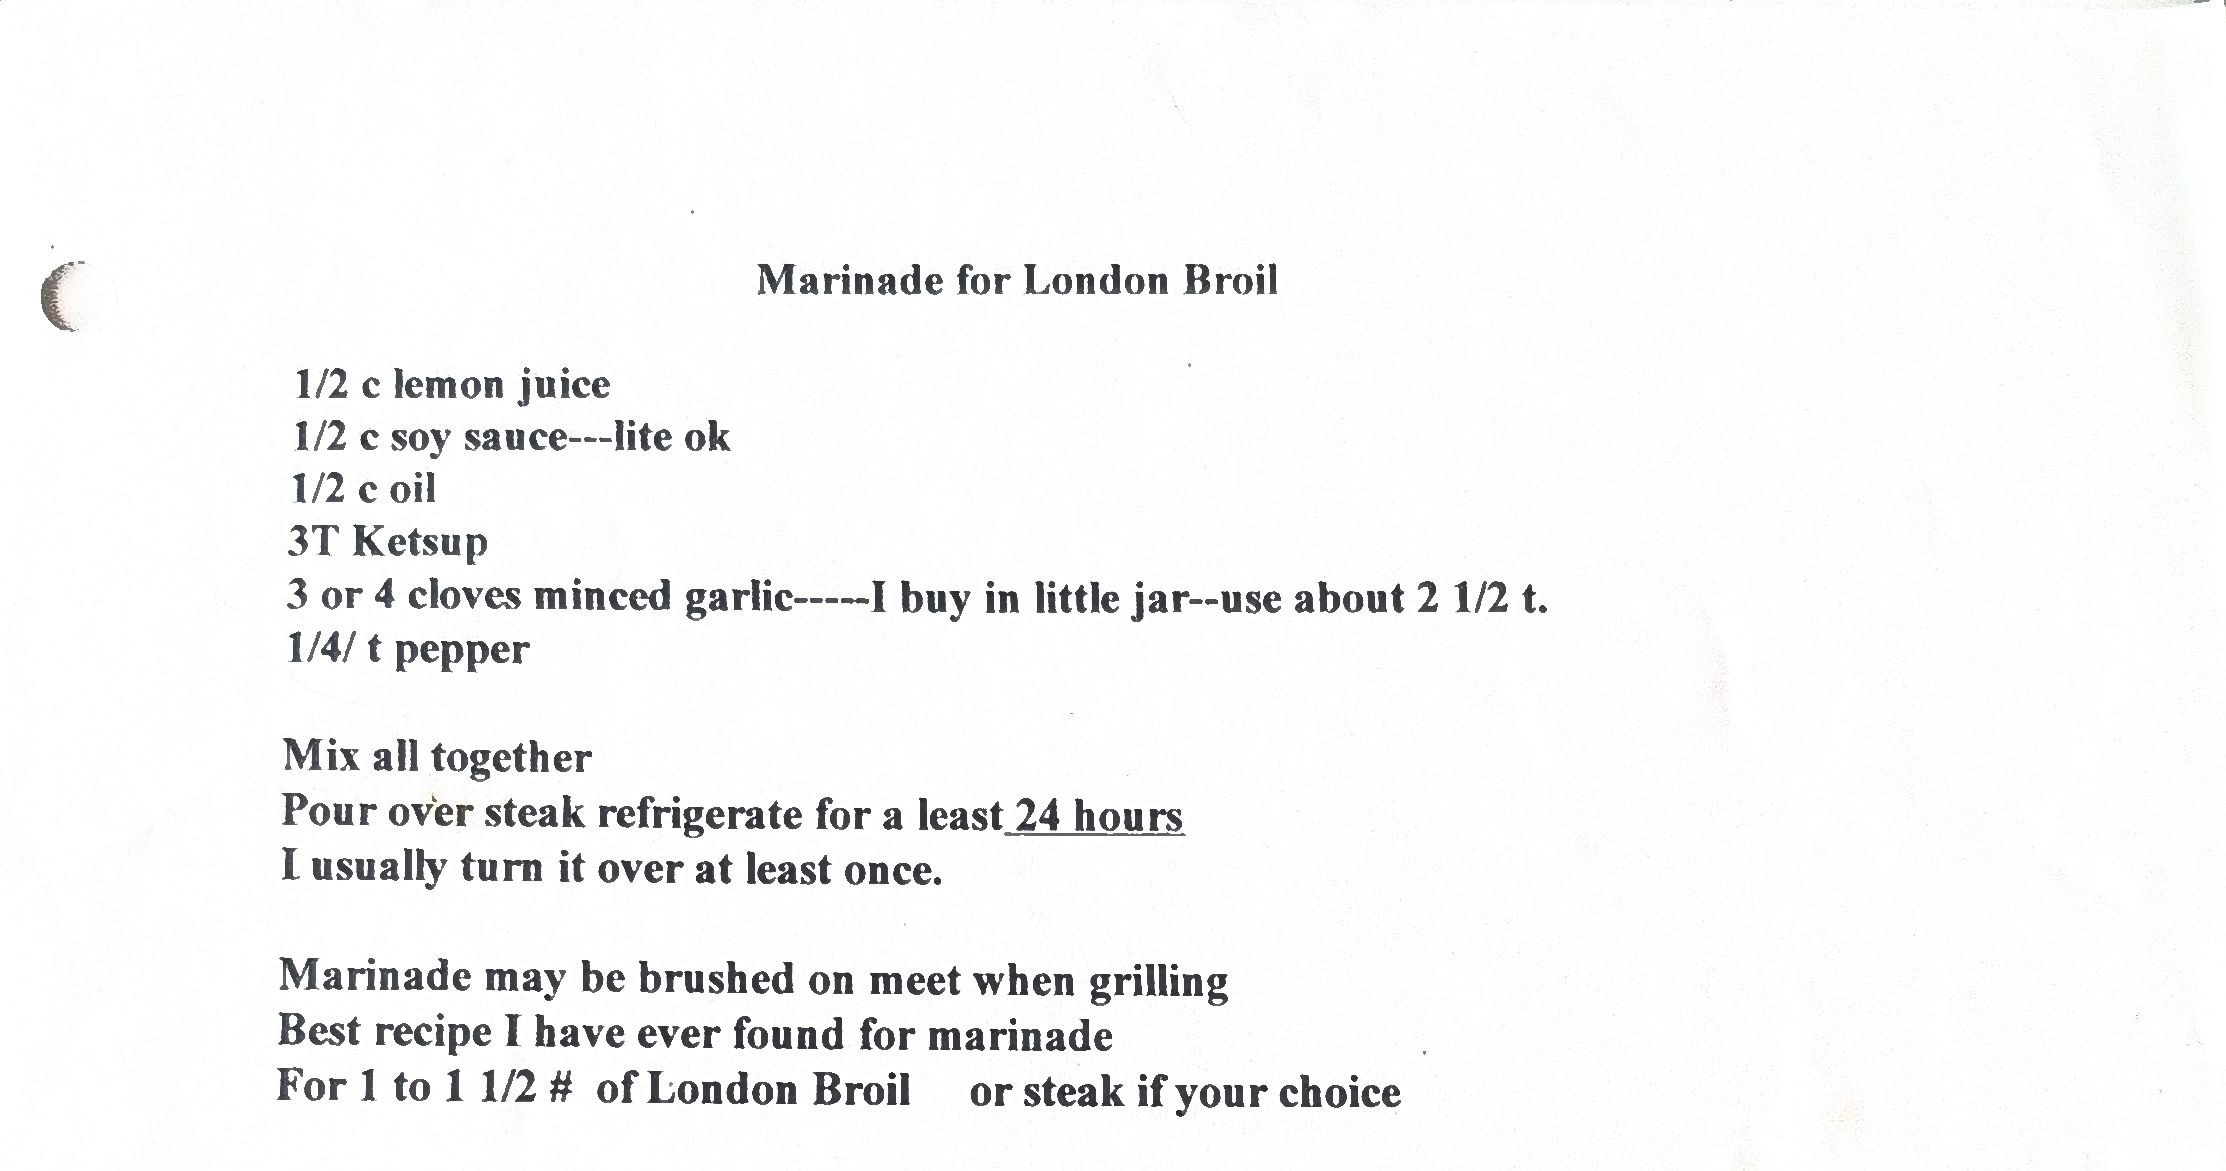 Marinade for London Broil
1/2 c lemon juice
1/2 c soy sauce---lite ok
1/2 c oil
3T Ketsup
3 or 4 cloves minced garlic-----I buy in little jar--use about 2 1/2 t.
1/4/ t pepper
Mix all together
Pour over steak refrigerate for a least 24 hours
I usually turn it over at least once.
Marinade may be brushed on meet when grilling
Best recipe I have ever found for marinade
For 1 to 1 1/2 # of London Broil or steak if your choice